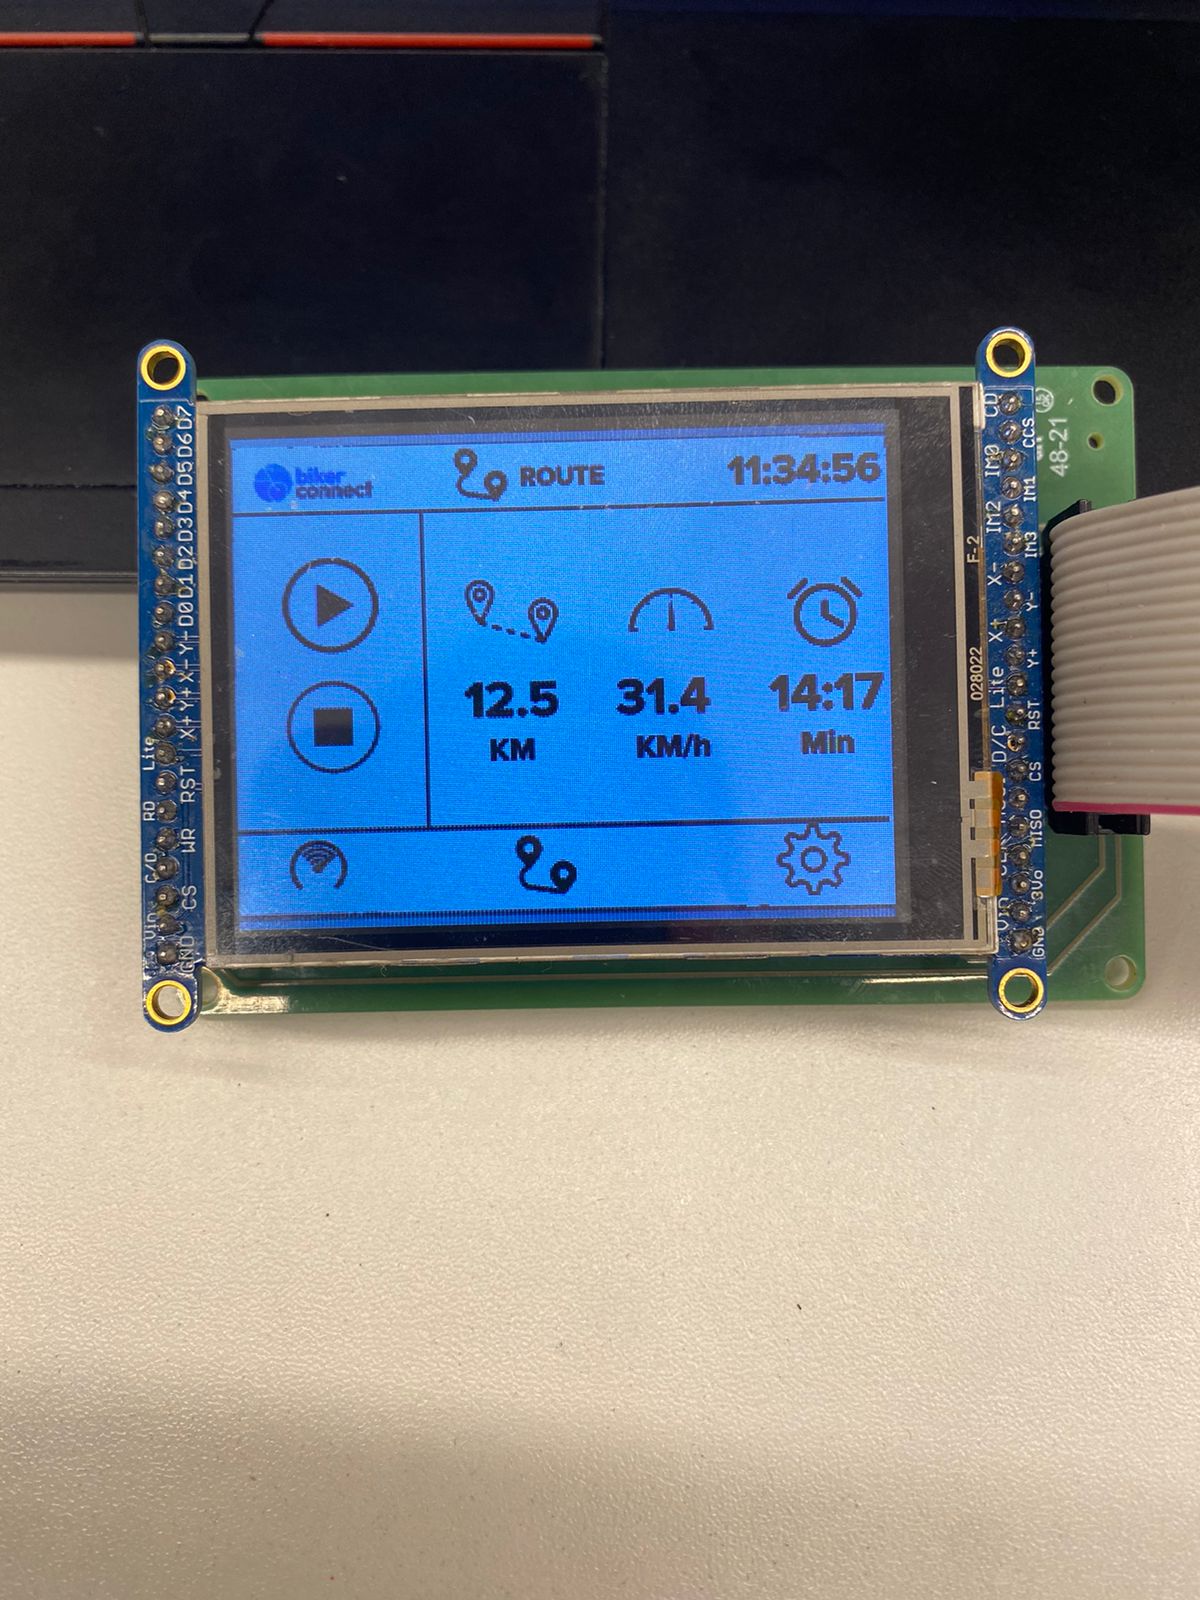 biker
connect
ROUTE
11:34:56
12.5
31.4
14:17
KM
KM/h
Min
D7
D6
D5
D4
D3
D2
D1
D0
Y+
X-
Y+
X+
Lite
RST
RD
WR
C/D
CS
Vin
GND
CD
CCS
IM0
IM1
IM2
IM3
X-
Y-
X+
Y+
Lite
RST
D/C
CS
MISO
3Vo
Vin
GND
F-2
028022
48-21